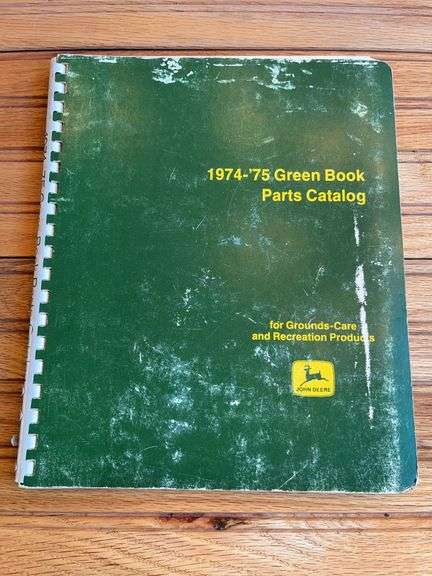 1974-'75 Green Book
Parts Catalog
for Grounds-Care
and Recreation Products
JOHN DEERE